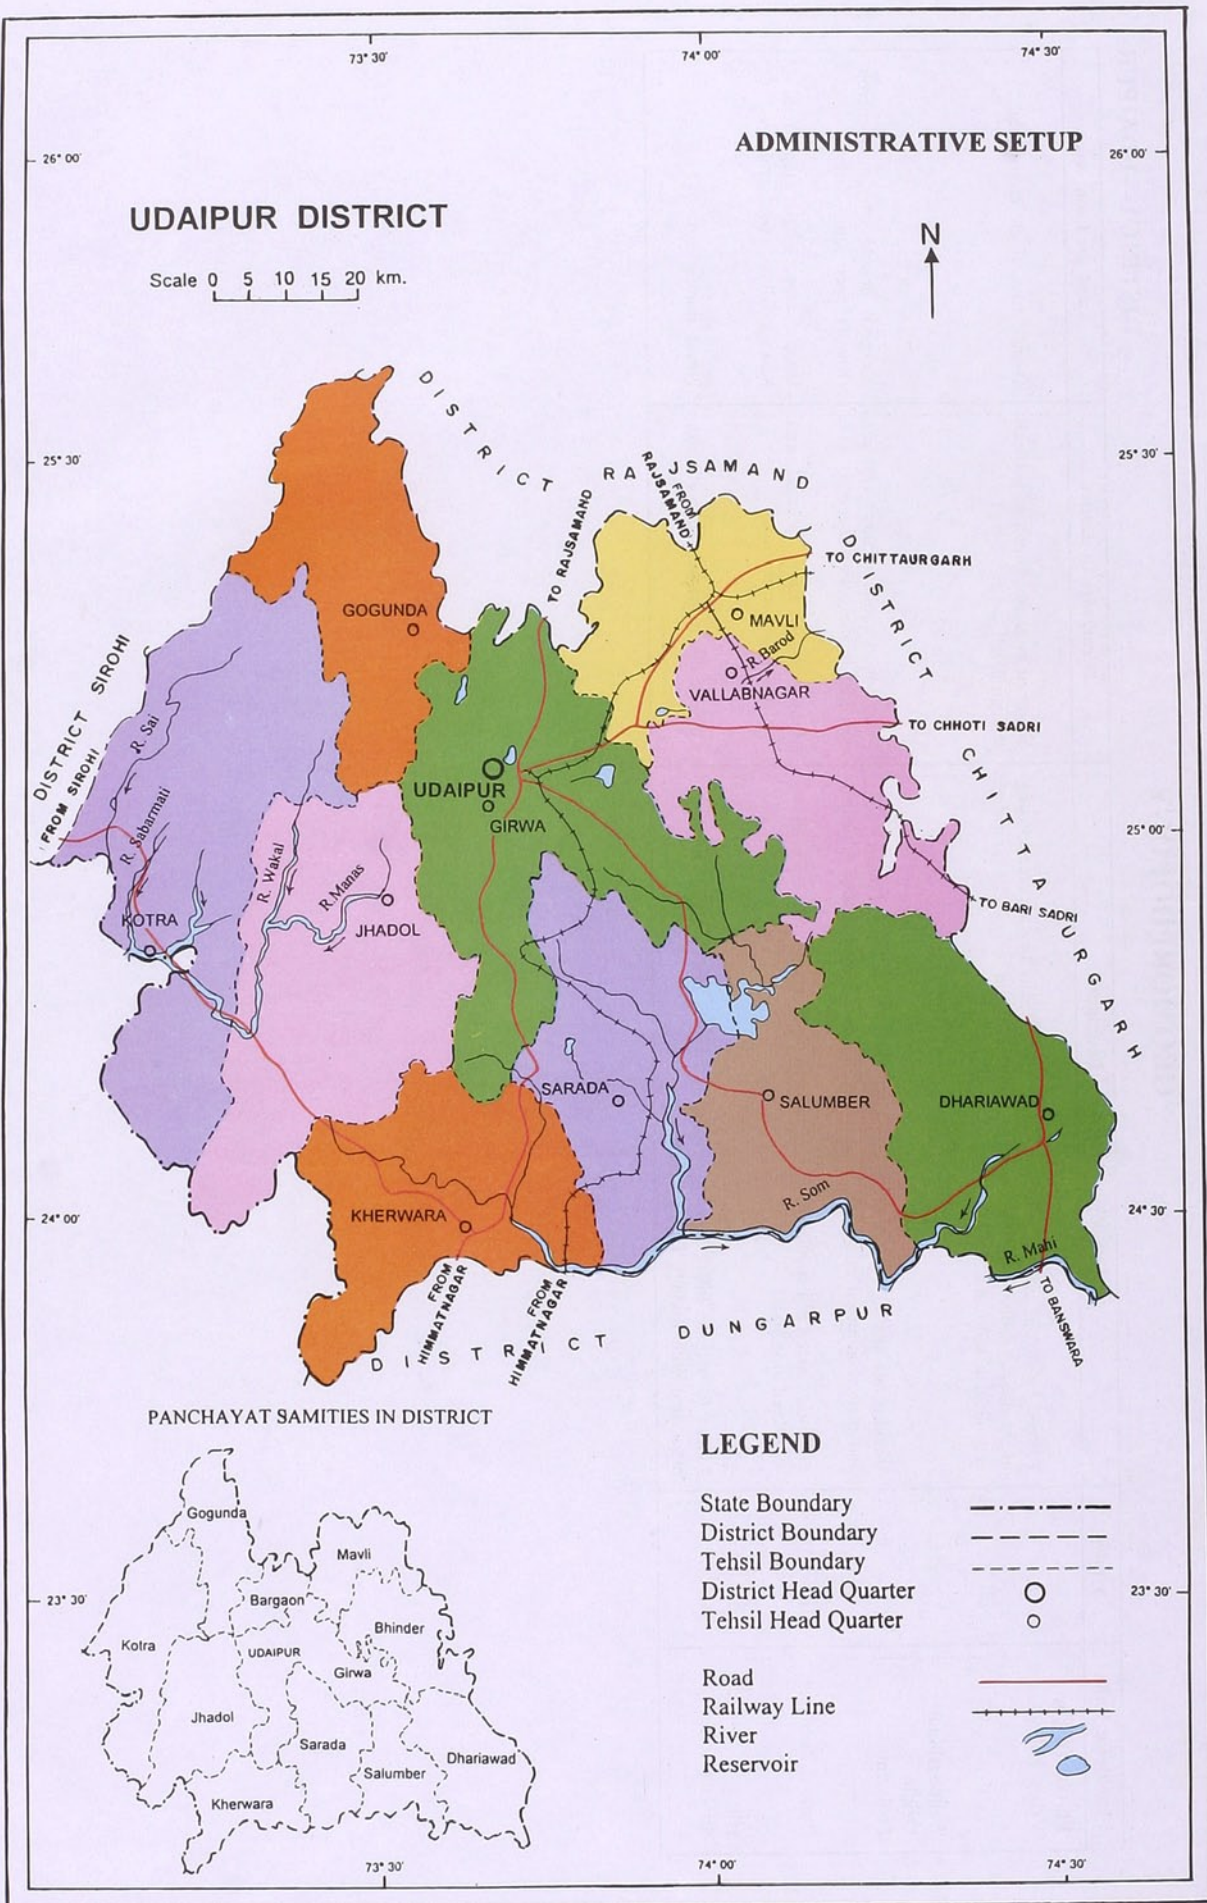 73° 30'
74° 00'
74° 30'
26° 00'
ADMINISTRATIVE SETUP
26° 00'
UDAIPUR DISTRICT
N
Scale 0 5 10 15 20 km.
DISTRICT RAJSAMAND
25° 30'
25° 30'
FROM RAJSAMAND
TO RAJSAMAND
TO CHITTAURGARH
DISTRICT CHITTAURGARH
GOGUNDA
MAVLI
R. Barod
VALLABNAGAR
DISTRICT SIROHI
FROM SIROHI
R. Sai
TO CHHOTI SADRI
UDAIPUR
GIRWA
R. Sabarmati
25° 00'
R. Wakal
R. Manas
KOTRA
JHADOL
TO BARI SADRI
SARADA
SALUMBER
DHARIAWAD
24° 00'
KHERWARA
R. Som
24° 30'
R. Mahi
FROM HIMMATNAGAR
FROM HIMMATNAGAR
TO BANSWARA
DISTRICT DUNGARPUR
PANCHAYAT SAMITIES IN DISTRICT
Gogunda
Mavli
Bargaon
Bhinder
Kotra
UDAIPUR
Girwa
Jhadol
Sarada
Salumber
Dhariawad
Kherwara
LEGEND
State Boundary
District Boundary
Tehsil Boundary
District Head Quarter
Tehsil Head Quarter
Road
Railway Line
River
Reservoir
23° 30'
23° 30'
73° 30'
74° 00'
74° 30'